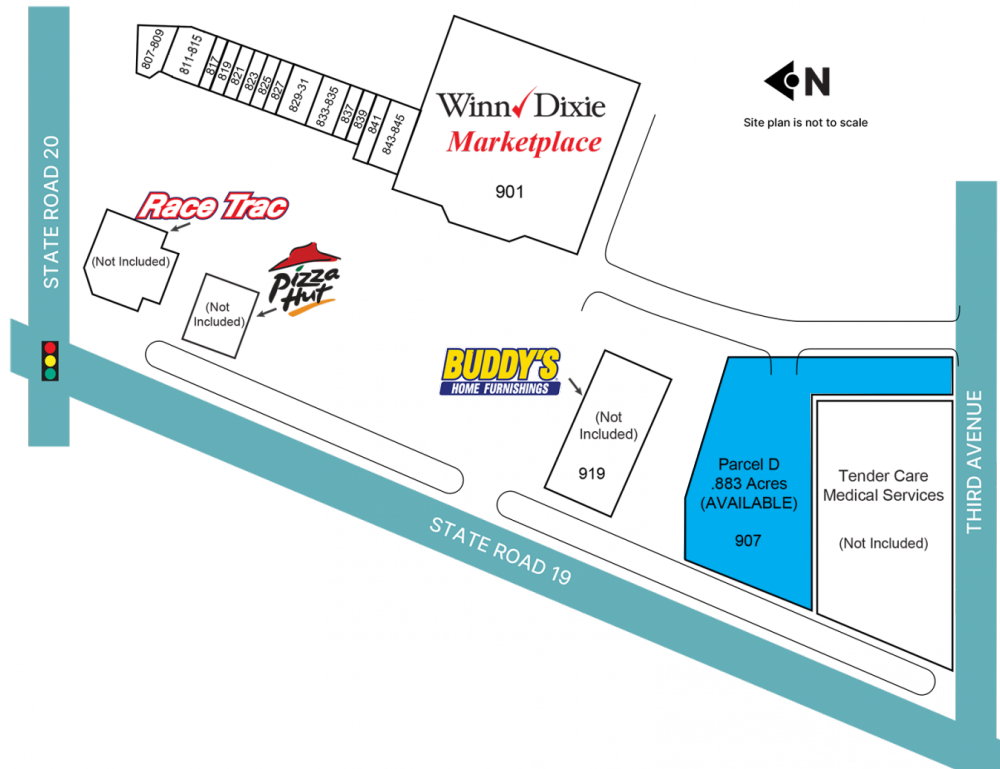 807-809
811-815
817
819
821
823
825
827
829-31
833-835
837
839
841
843-845
Winn Dixie
Marketplace
901
N
Site plan is not to scale
STATE ROAD 20
Race Trac
(Not Included)
Pizza
Hut
(Not
Included)
BUDDY'S
HOME FURNISHINGS
(Not
Included)
919
Parcel D
.883 Acres
(AVAILABLE)
907
Tender Care
Medical Services
(Not Included)
THIRD AVENUE
STATE ROAD 19